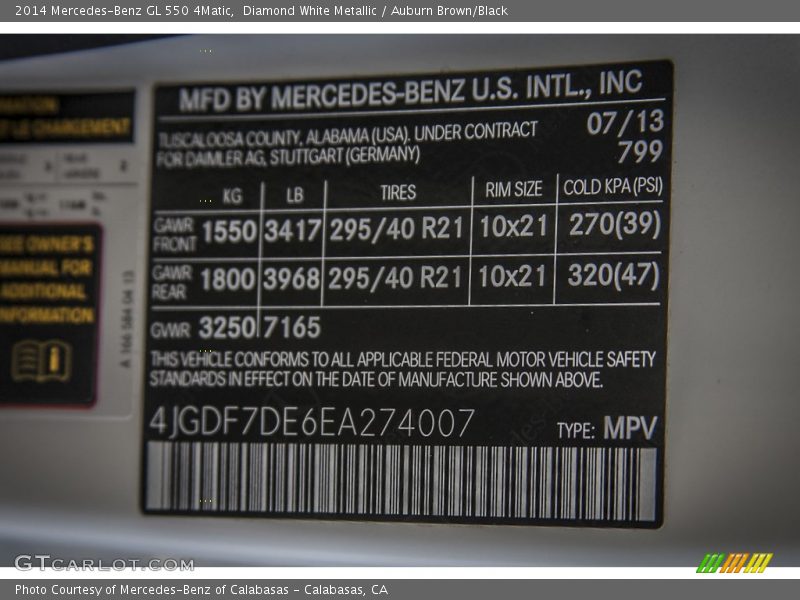 2014 Mercedes-Benz GL 550 4Matic,  Diamond White Metallic / Auburn Brown/Black
MFD BY MERCEDES-BENZ U.S. INTL., INC
TUSCALOOSA COUNTY, ALABAMA (USA). UNDER CONTRACT 07/13
FOR DAIMLER AG, STUTTGART (GERMANY) 799
KG LB TIRES RIM SIZE COLD KPA(PSI)
GAWR FRONT 1550 3417 295/40 R21 10x21 270(39)
GAWR REAR 1800 3968 295/40 R21 10x21 320(47)
GVWR 3250 7165
THIS VEHICLE CONFORMS TO ALL APPLICABLE FEDERAL MOTOR VEHICLE SAFETY
STANDARDS IN EFFECT ON THE DATE OF MANUFACTURE SHOWN ABOVE.
4JGDF7DE6EA274007 TYPE: MPV
SEE OWNER'S
MANUAL FOR
ADDITIONAL
INFORMATION
A 166 584 04 13
GTCARLOT.COM
Photo Courtesy of Mercedes-Benz of Calabasas - Calabasas, CA